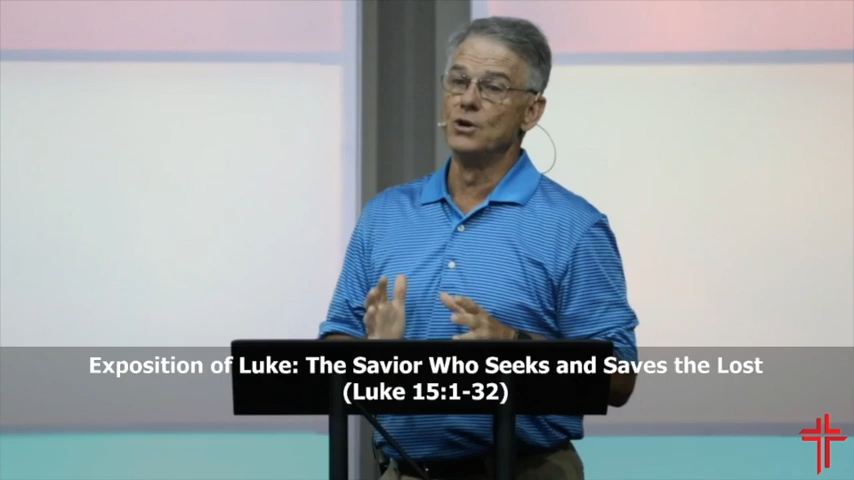 Exposition of Luke: The Savior Who Seeks and Saves the Lost
(Luke 15:1-32)